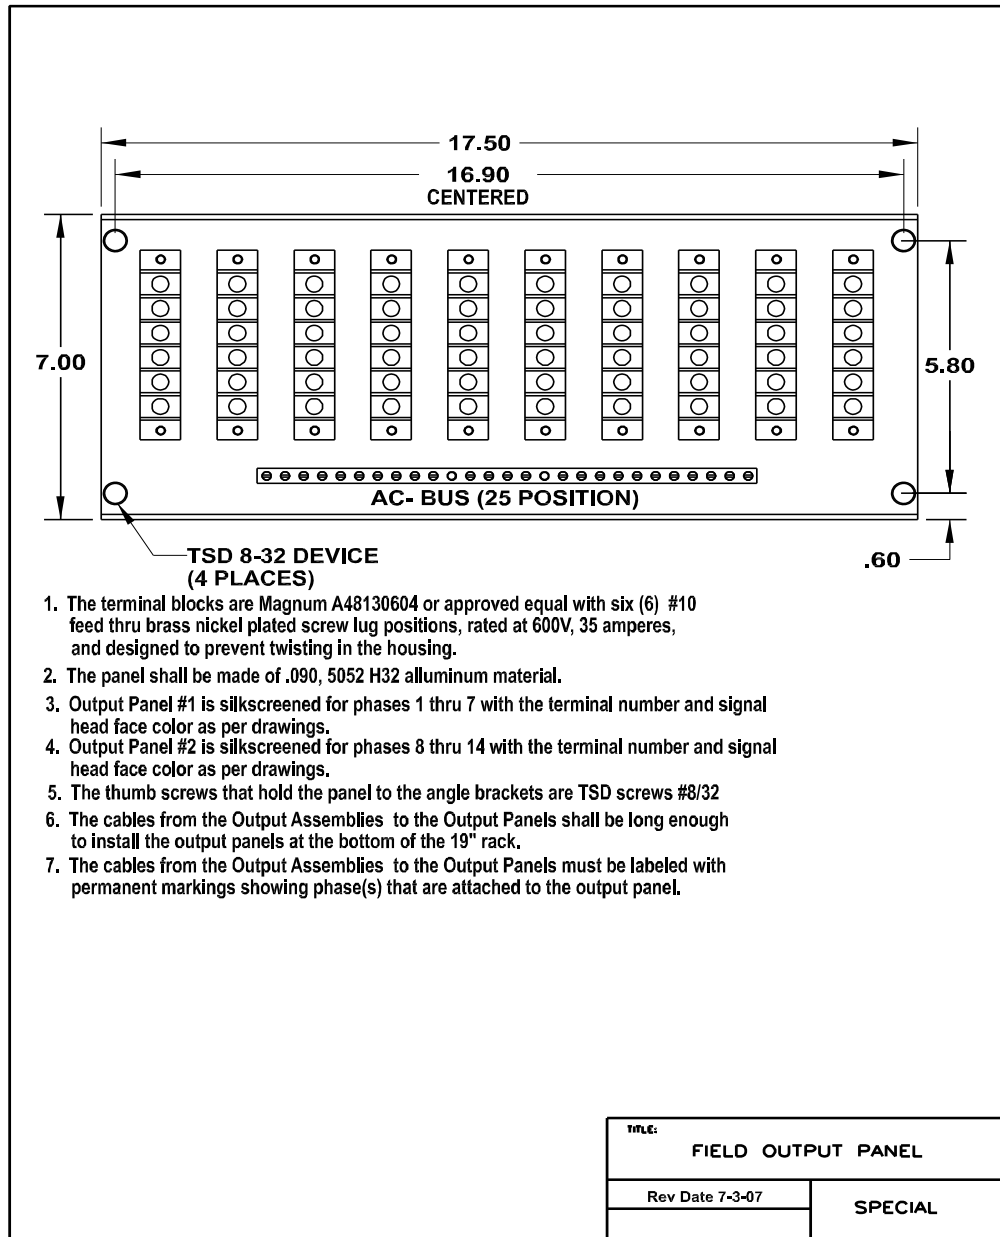 17.50
16.90
CENTERED
7.00
5.80
AC- BUS (25 POSITION)
TSD 8-32 DEVICE
(4 PLACES)
.60
1. The terminal blocks are Magnum A48130604 or approved equal with six (6) #10
feed thru brass nickel plated screw lug positions, rated at 600V, 35 amperes,
and designed to prevent twisting in the housing.
2. The panel shall be made of .090, 5052 H32 alluminum material.
3. Output Panel #1 is silkscreened for phases 1 thru 7 with the terminal number and signal
head face color as per drawings.
4. Output Panel #2 is silkscreened for phases 8 thru 14 with the terminal number and signal
head face color as per drawings.
5. The thumb screws that hold the panel to the angle brackets are TSD screws #8/32
6. The cables from the Output Assemblies to the Output Panels shall be long enough
to install the output panels at the bottom of the 19" rack.
7. The cables from the Output Assemblies to the Output Panels must be labeled with
permanent markings showing phase(s) that are attached to the output panel.
TITLE:
FIELD OUTPUT PANEL
Rev Date 7-3-07
SPECIAL